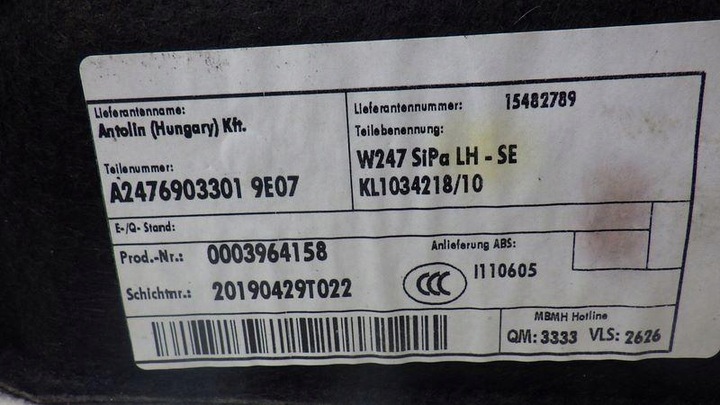 Lieferantenname:
Antolin (Hungary) Kft.
Lieferantennummer: 15482789
Teilebenennung:
W247 SiPa LH - SE
KL1034218/10
Teilenummer:
A2476903301 9E07
E-/Q- Stand:
Prod.-Nr.: 0003964158
Anlieferung ABS:
I110605
Schichtnr.: 20190429T022
CCC
MBMH Hotline
QM: 3333 VLS: 2626